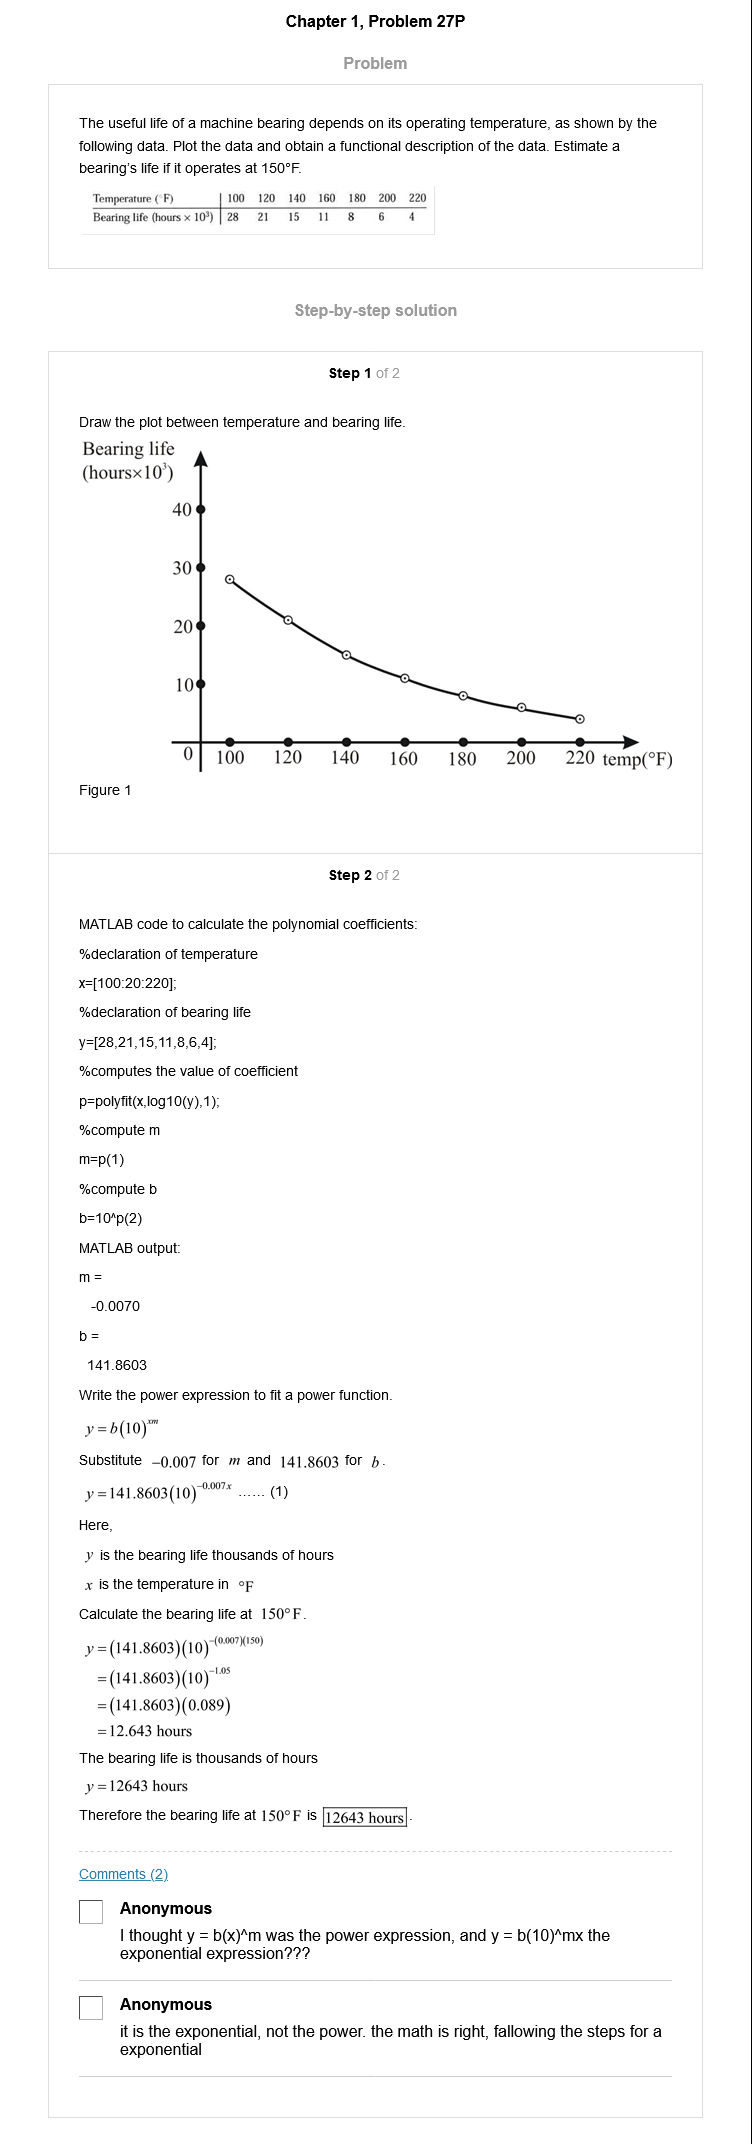 Chapter 1, Problem 27P
Problem
The useful life of a machine bearing depends on its operating temperature, as shown by the
following data. Plot the data and obtain a functional description of the data. Estimate a
bearing's life if it operates at 150°F.
Temperature (°F) 100 120 140 160 180 200 220
Bearing life (hours × 10³) 28 21 15 11 8 6 4
Step-by-step solution
Step 1 of 2
Draw the plot between temperature and bearing life.
Bearing life
(hours×10³)
40
30
20
10
0 100 120 140 160 180 200 220 temp(°F)
Figure 1
Step 2 of 2
MATLAB code to calculate the polynomial coefficients:
%declaration of temperature
x=[100:20:220];
%declaration of bearing life
y=[28,21,15,11,8,6,4];
%computes the value of coefficient
p=polyfit(x,log10(y),1);
%compute m
m=p(1)
%compute b
b=10^p(2)
MATLAB output:
m =
-0.0070
b =
141.8603
Write the power expression to fit a power function.
y = b(10)^xm
Substitute −0.007 for m and 141.8603 for b.
y = 141.8603(10)^−0.007x ...... (1)
Here,
y is the bearing life thousands of hours
x is the temperature in °F
Calculate the bearing life at 150°F.
y = (141.8603)(10)^−(0.007)(150)
= (141.8603)(10)^−1.05
= (141.8603)(0.089)
= 12.643 hours
The bearing life is thousands of hours
y = 12643 hours
Therefore the bearing life at 150°F is 12643 hours.
Comments (2)
Anonymous
I thought y = b(x)^m was the power expression, and y = b(10)^mx the
exponential expression???
Anonymous
it is the exponential, not the power. the math is right, fallowing the steps for a
exponential